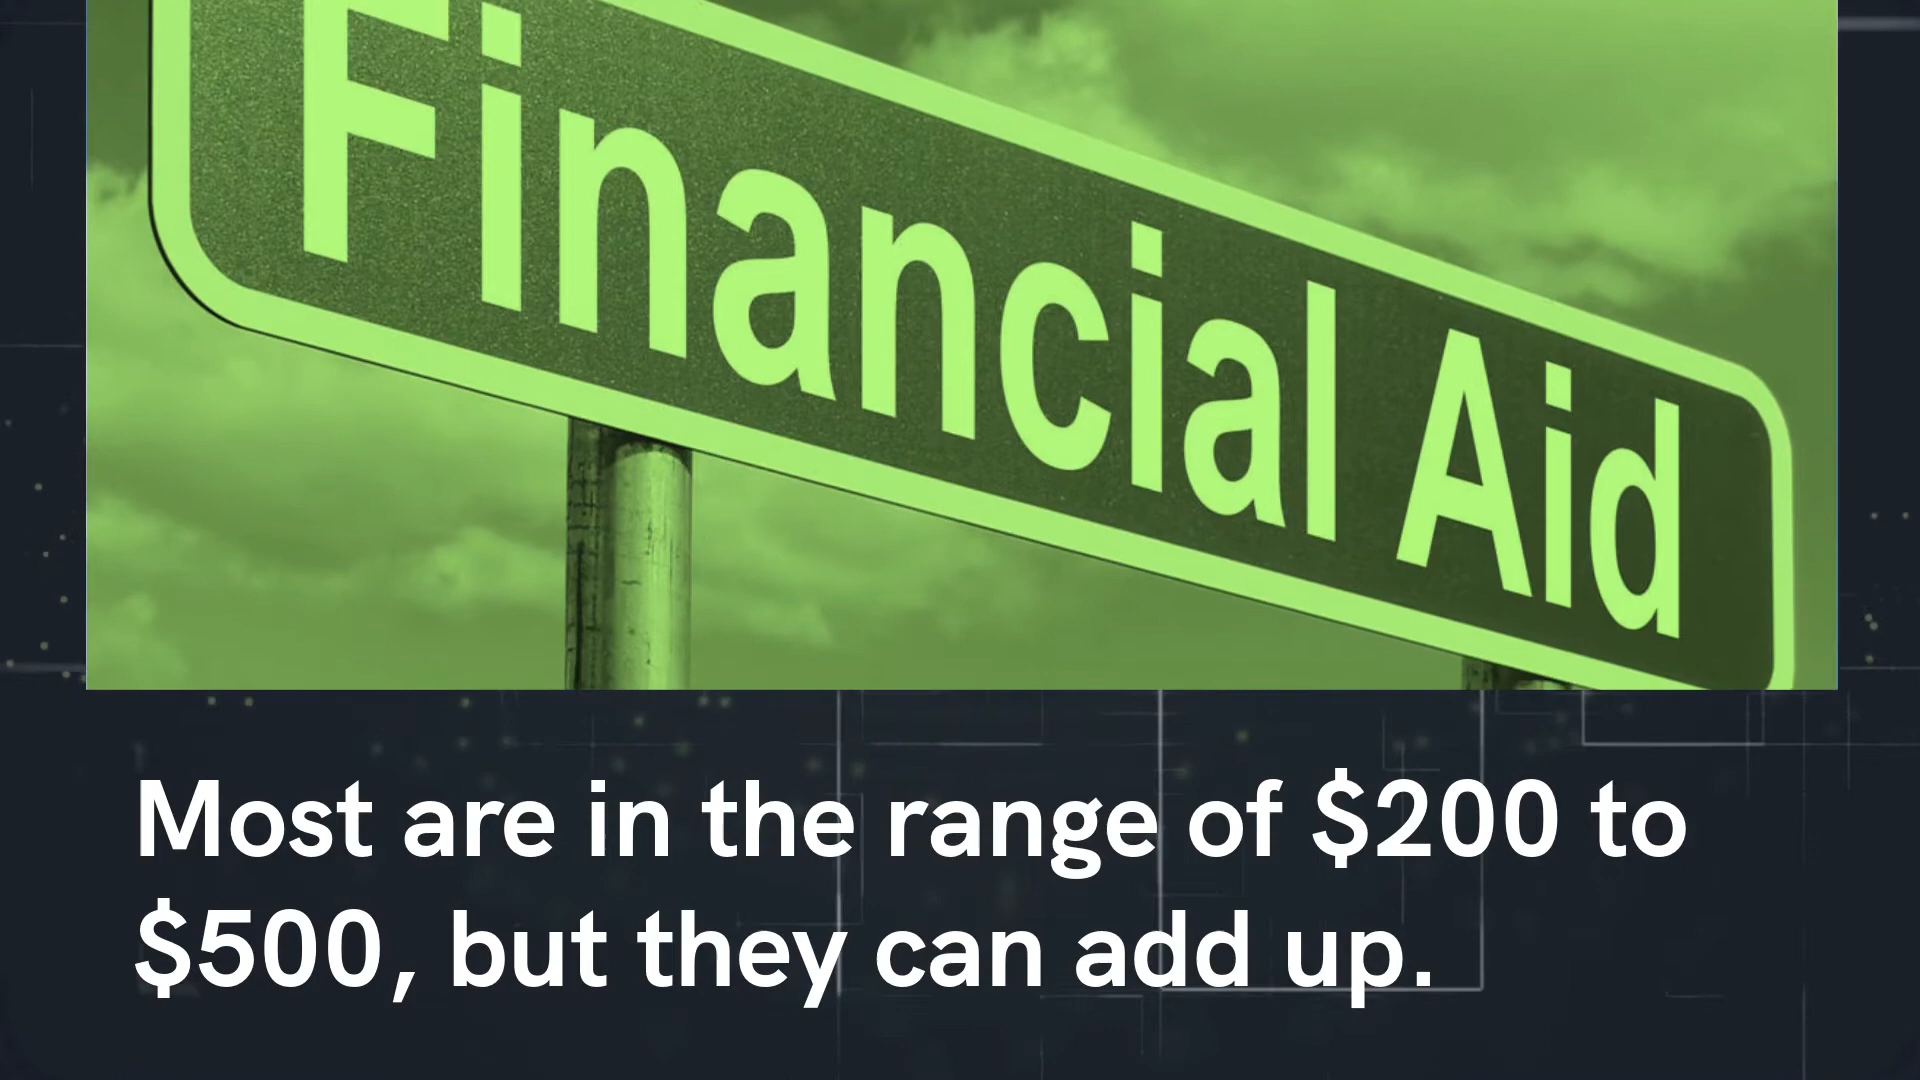 Financial Aid
Most are in the range of $200 to
$500, but they can add up.